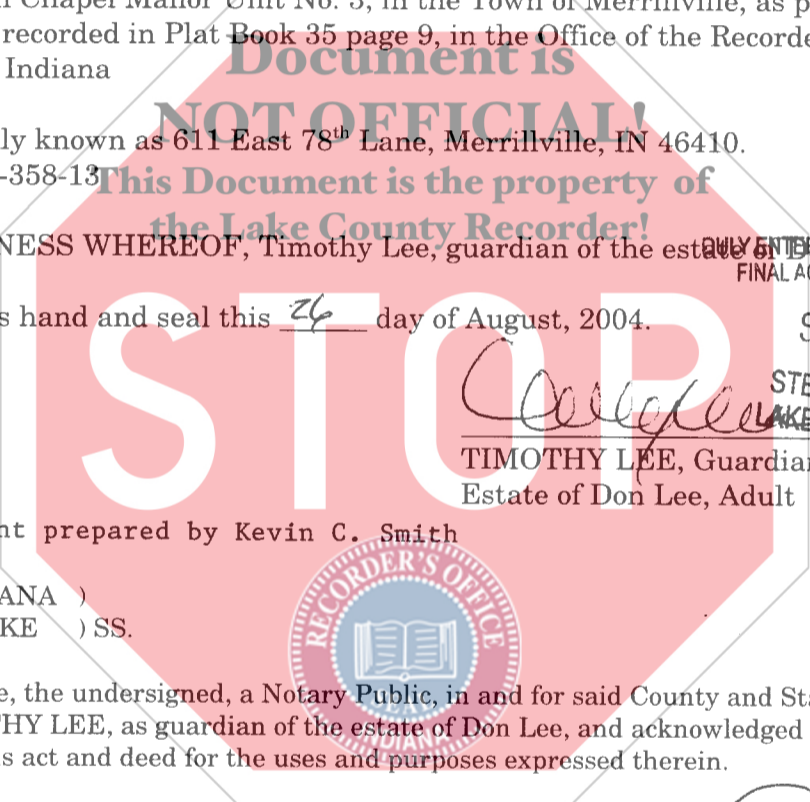 Chapel Manor Unit No. 3, in the Town of Merrillville, as p
recorded in Plat Book 35 page 9, in the Office of the Recorde
Indiana
Document is
NOT OFFICIAL!
ly known as 611 East 78th Lane, Merrillville, IN 46410.
-358-13
This Document is the property of
the Lake County Recorder!
NESS WHEREOF, Timothy Lee, guardian of the estate of D
DULY ENTE
FINAL AC
s hand and seal this 26 day of August, 2004.
S
STE
LAKE
TIMOTHY LEE, Guardian
Estate of Don Lee, Adult
STOP
nt prepared by Kevin C. Smith
ANA )
KE ) SS.
RECORDER'S OFFICE
INDIANA
e, the undersigned, a Notary Public, in and for said County and Sta
HY LEE, as guardian of the estate of Don Lee, and acknowledged
s act and deed for the uses and purposes expressed therein.